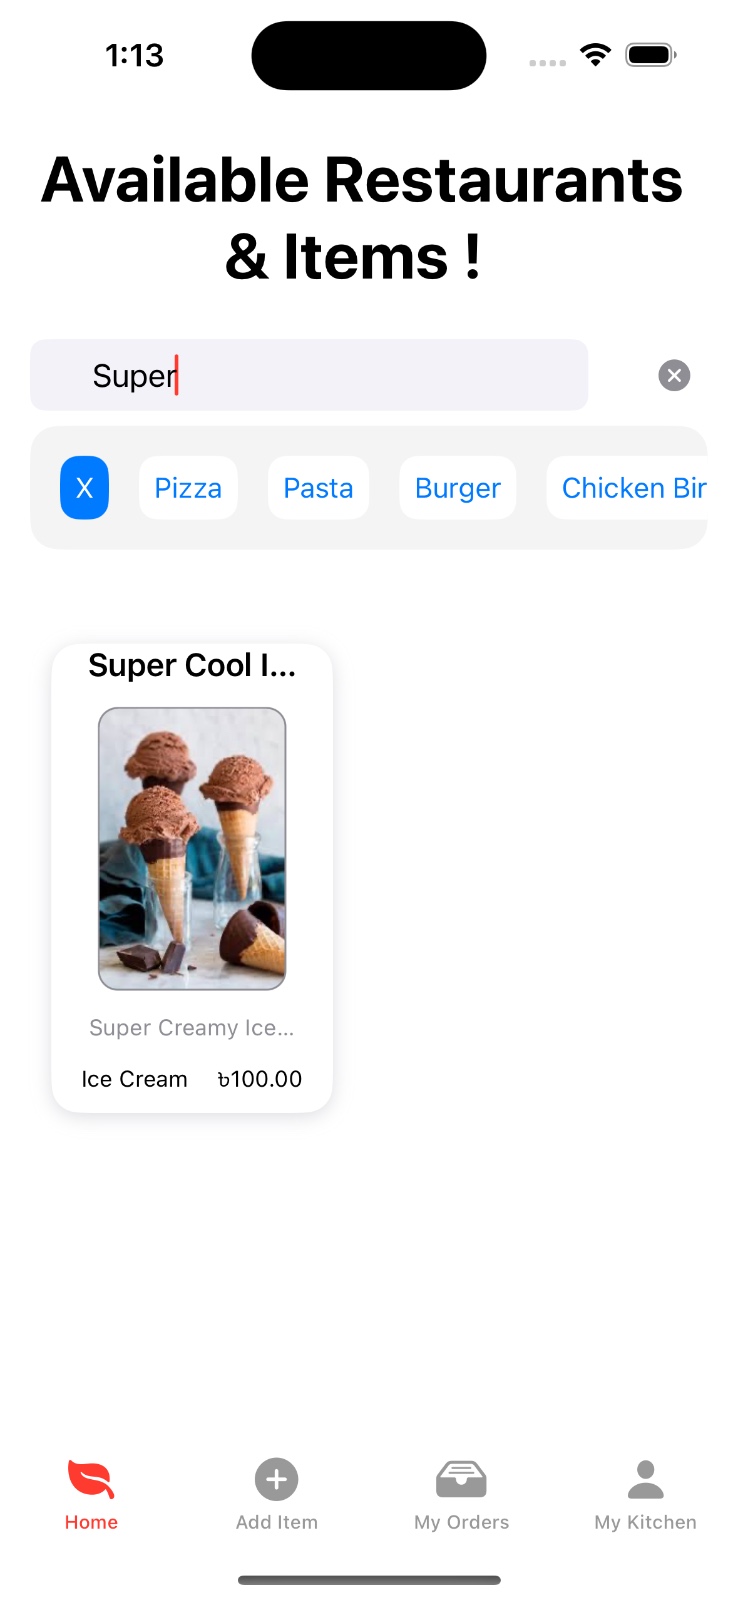 1:13
Available Restaurants
& Items !
Super
X Pizza Pasta Burger Chicken Bir
Super Cool I...
Super Creamy Ice...
Ice Cream ৳100.00
Home Add Item My Orders My Kitchen